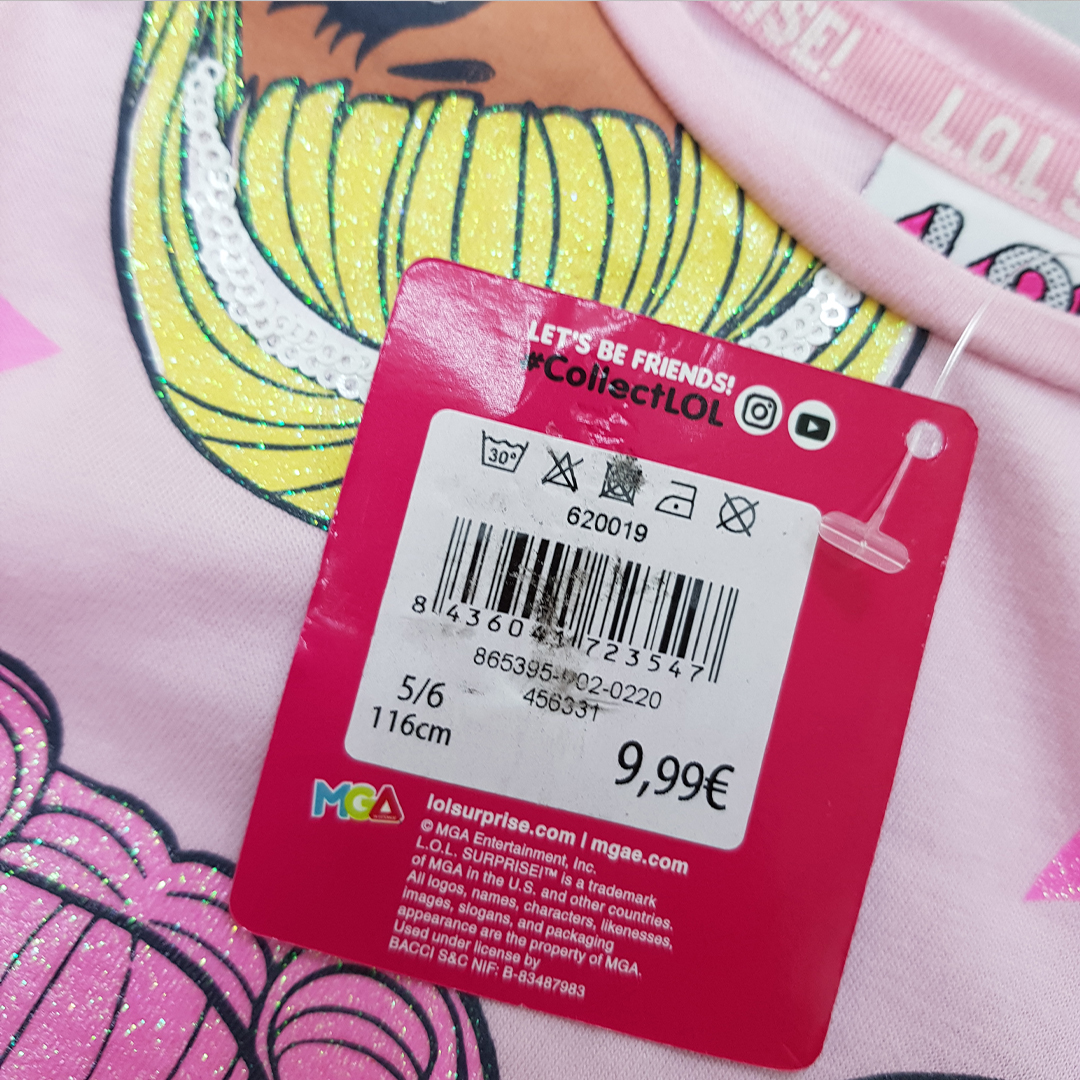 SE!
L.O.L S
LET'S BE FRIENDS!
#CollectLOL
30°
620019
8 436041 723547
865395- 02-0220
456331
5/6
116cm
9,99€
MGA
lolsurprise.com | mgae.com
© MGA Entertainment, Inc.
L.O.L. SURPRISE!™ is a trademark
of MGA in the U.S. and other countries.
All logos, names, characters, likenesses,
images, slogans, and packaging
appearance are the property of MGA.
Used under license by
BACCI S&C NIF: B-83487983